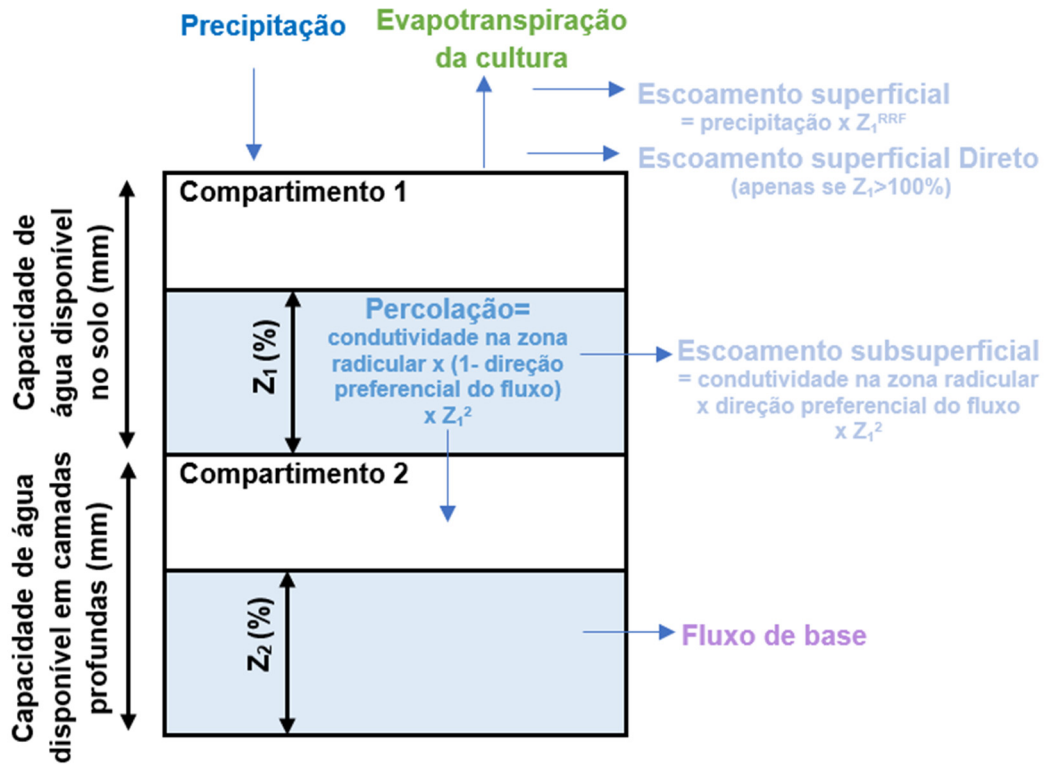 Precipitação
Evapotranspiração
da cultura
Escoamento superficial
= precipitação x Z₁ᴿᴿᶠ
Escoamento superficial Direto
(apenas se Z₁>100%)
Capacidade de
água disponível
no solo (mm)
Compartimento 1
Z₁ (%)
Percolação=
condutividade na zona
radicular x (1- direção
preferencial do fluxo)
x Z₁²
Escoamento subsuperficial
= condutividade na zona radicular
x direção preferencial do fluxo
x Z₁²
Capacidade de água
disponível em camadas
profundas (mm)
Compartimento 2
Z₂ (%)
Fluxo de base